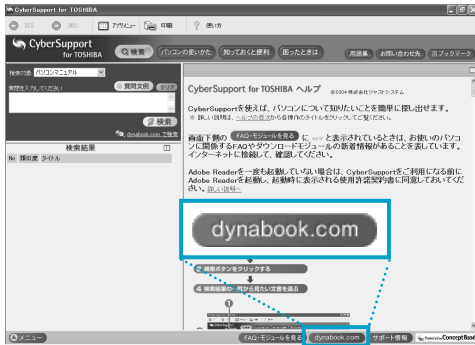 CyberSupport for TOSHIBA
戻る
進む
アプリメニュー
印刷
使い方
CyberSupport
for TOSHIBA
検索
パソコンの使いかた
知っておくと便利
困ったときは
用語集
お問い合わせ先
ブックマーク
検索対象 パソコンマニュアル
質問を入力してください
質問文例
クリア
検索
dynabook.com で検索
検索結果
No 類似度 タイトル
CyberSupport for TOSHIBA ヘルプ
©2004 株式会社ジャストシステム
CyberSupportを使えば、パソコンについて知りたいことを簡単に探し出せます。
※ 詳しい説明は、ヘルプの目次から各操作のタイトルをクリックしてご覧ください。
画面下側の FAQ・モジュールを見る に new と表示されているときは、お使いのパソコ
ンに関係するFAQやダウンロードモジュールの新着情報があることを表しています。
インターネットに接続して、確認してください。
Adobe Readerを一度も起動していない場合は、CyberSupportをご利用になる前に
Adobe Readerを起動し、起動時に表示される使用許諾契約書に同意しておいてくだ
さい。詳しい説明へ
dynabook.com
2 検索ボタンをクリックする
4 検索結果の一覧から見たい文書を選ぶ
メニュー
FAQ・モジュールを見る
dynabook.com
サポート情報
Powered by ConceptBase